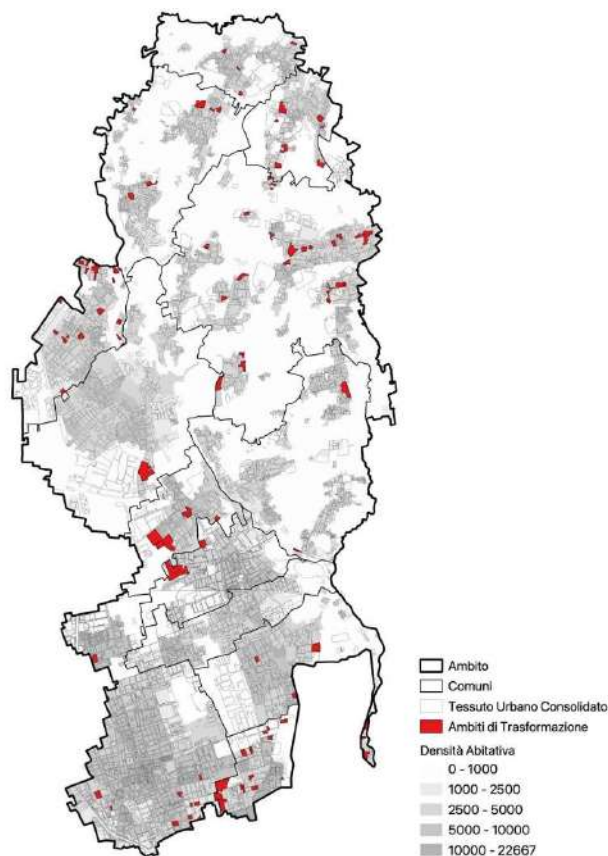 Ambito
Comuni
Tessuto Urbano Consolidato
Ambiti di Trasformazione
Densità Abitativa
0 - 1000
1000 - 2500
2500 - 5000
5000 - 10000
10000 - 22667